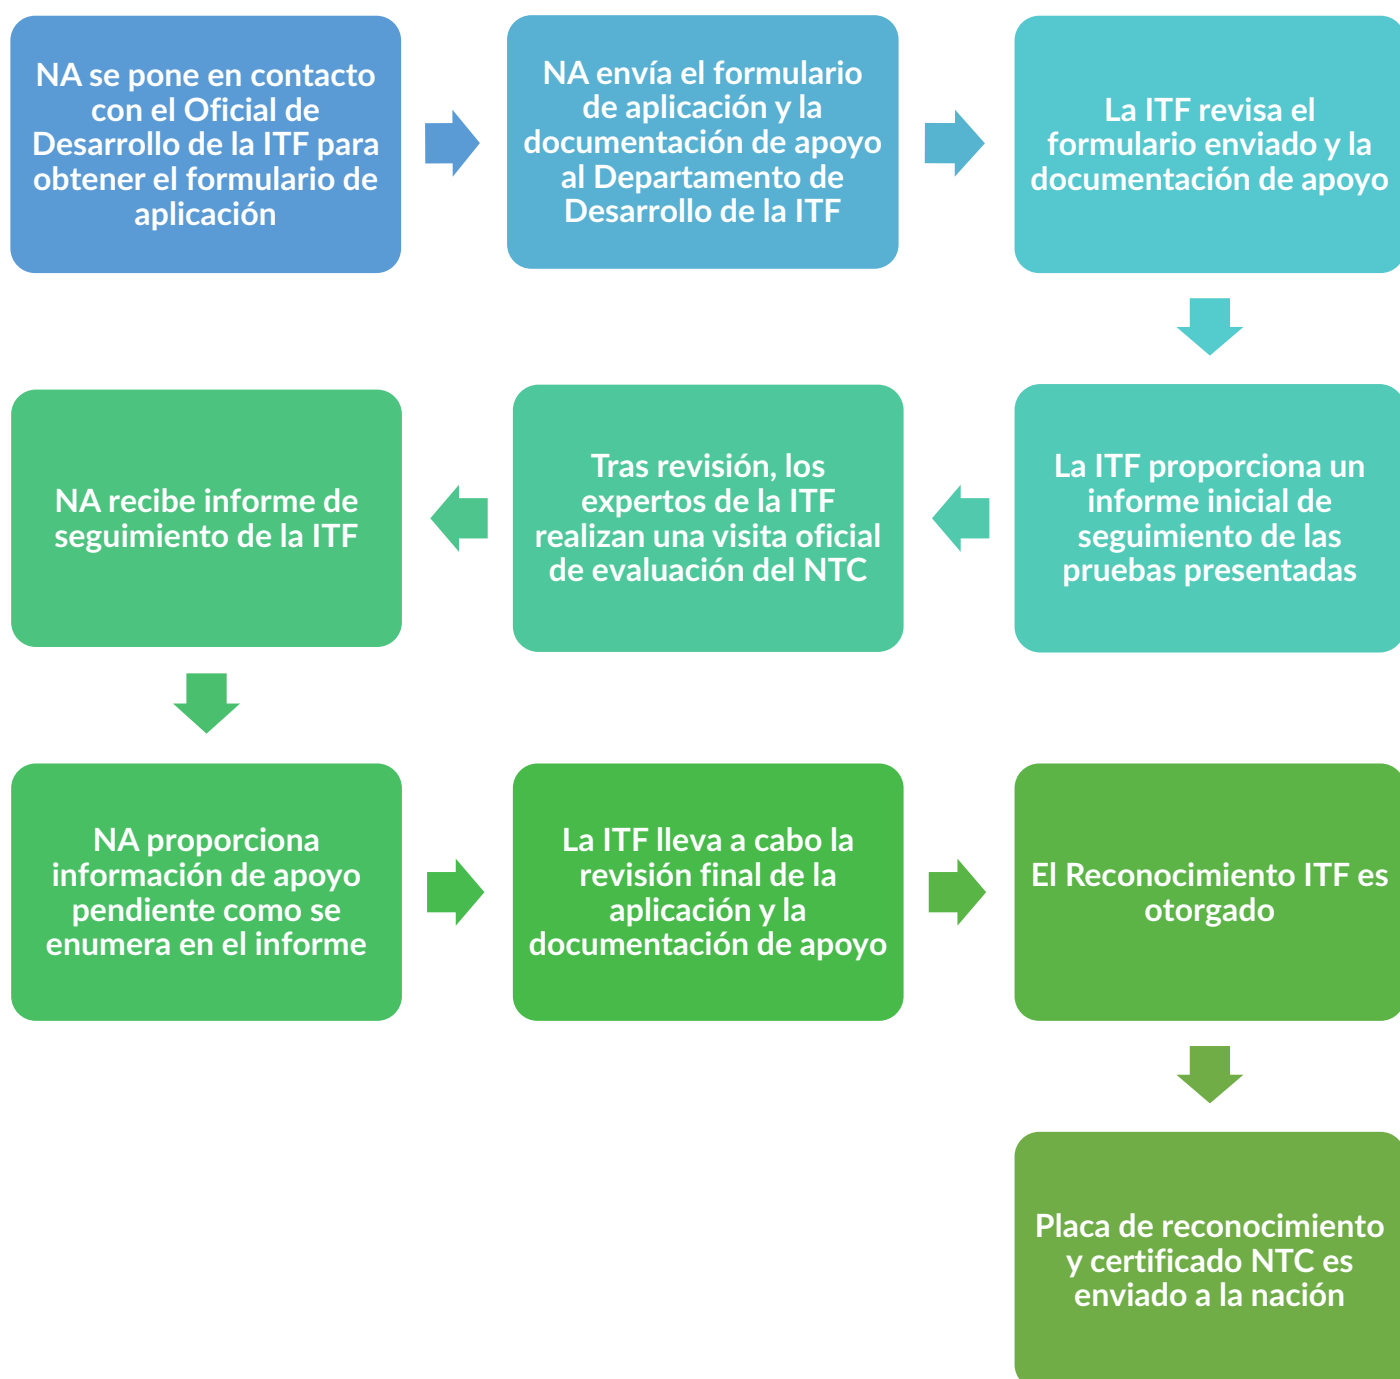 NA se pone en contacto
con el Oficial de
Desarrollo de la ITF para
obtener el formulario de
aplicación
NA envía el formulario
de aplicación y la
documentación de apoyo
al Departamento de
Desarrollo de la ITF
La ITF revisa el
formulario enviado y la
documentación de apoyo
La ITF proporciona un
informe inicial de
seguimiento de las
pruebas presentadas
Tras revisión, los
expertos de la ITF
realizan una visita oficial
de evaluación del NTC
NA recibe informe de
seguimiento de la ITF
NA proporciona
información de apoyo
pendiente como se
enumera en el informe
La ITF lleva a cabo la
revisión final de la
aplicación y la
documentación de apoyo
El Reconocimiento ITF es
otorgado
Placa de reconocimiento
y certificado NTC es
enviado a la nación